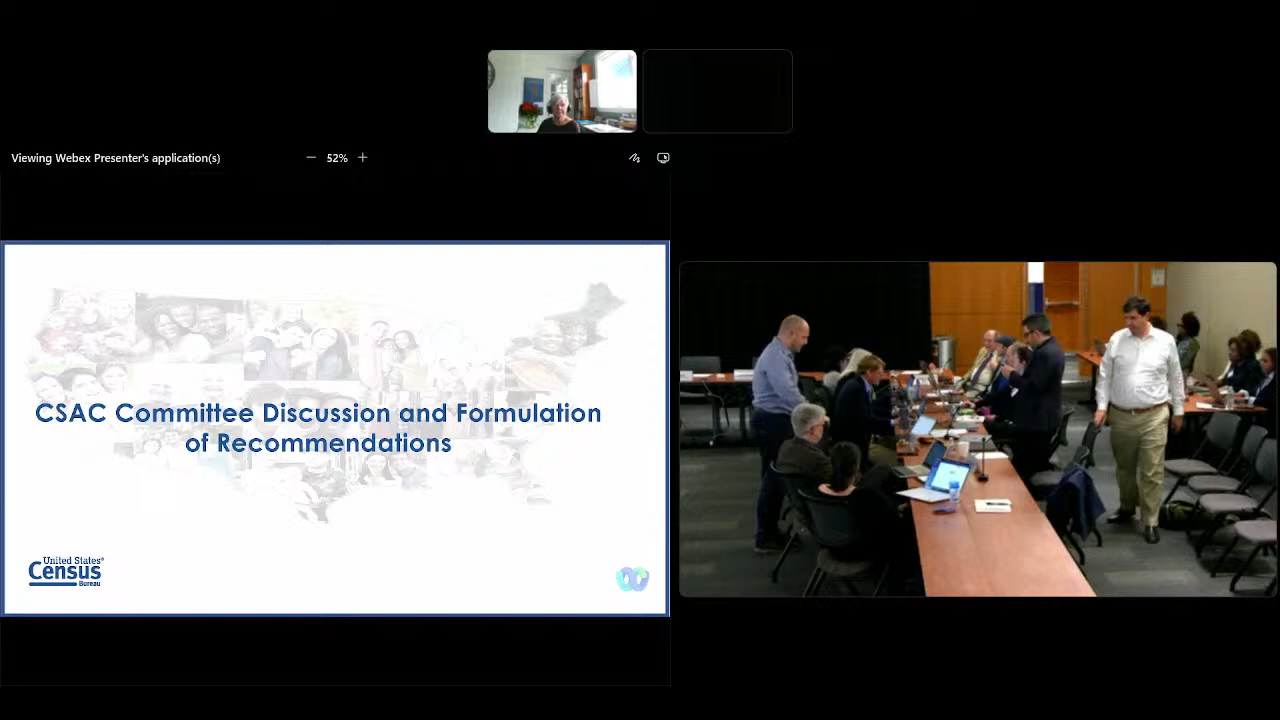 Viewing Webex Presenter's application(s)
52%
CSAC Committee Discussion and Formulation
of Recommendations
United States®
Census
Bureau